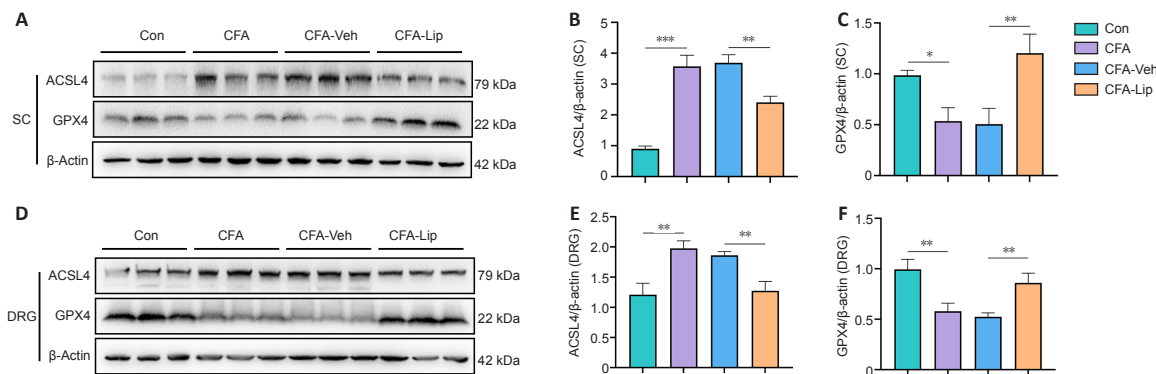 A
Con CFA CFA-Veh CFA-Lip
SC
ACSL4 79 kDa
GPX4 22 kDa
β-Actin 42 kDa
B
ACSL4/β-actin (SC)
5
4
3
2
1
0
*** **
C
GPX4/β-actin (SC)
1.5
1.0
0.5
0
* **
Con
CFA
CFA-Veh
CFA-Lip
D
Con CFA CFA-Veh CFA-Lip
DRG
ACSL4 79 kDa
GPX4 22 kDa
β-Actin 42 kDa
E
ACSL4/β-actin (DRG)
2.5
2.0
1.5
1.0
0.5
0
** **
F
GPX4/β-actin (DRG)
1.5
1.0
0.5
0
** **